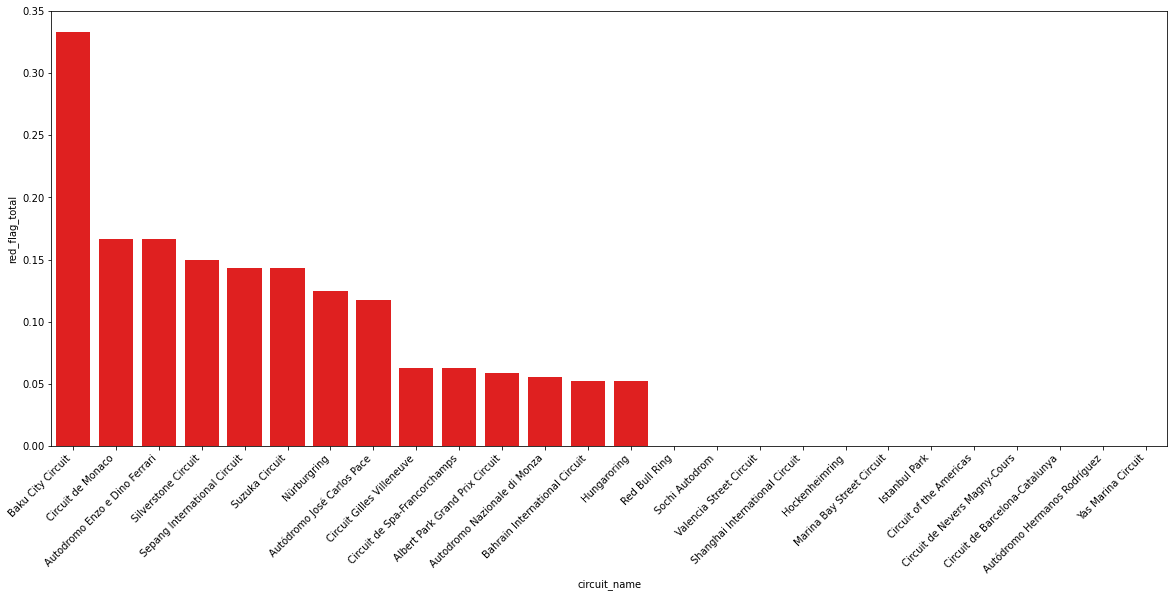 0.35
0.30
0.25
0.20
0.15
0.10
0.05
0.00
red_flag_total
Baku City Circuit
Circuit de Monaco
Autodromo Enzo e Dino Ferrari
Silverstone Circuit
Sepang International Circuit
Suzuka Circuit
Nürburgring
Autódromo José Carlos Pace
Circuit Gilles Villeneuve
Circuit de Spa-Francorchamps
Albert Park Grand Prix Circuit
Autodromo Nazionale di Monza
Bahrain International Circuit
Hungaroring
Red Bull Ring
Sochi Autodrom
Valencia Street Circuit
Shanghai International Circuit
Hockenheimring
Marina Bay Street Circuit
Istanbul Park
Circuit of the Americas
Circuit de Nevers Magny-Cours
Circuit de Barcelona-Catalunya
Autódromo Hermanos Rodríguez
Yas Marina Circuit
circuit_name